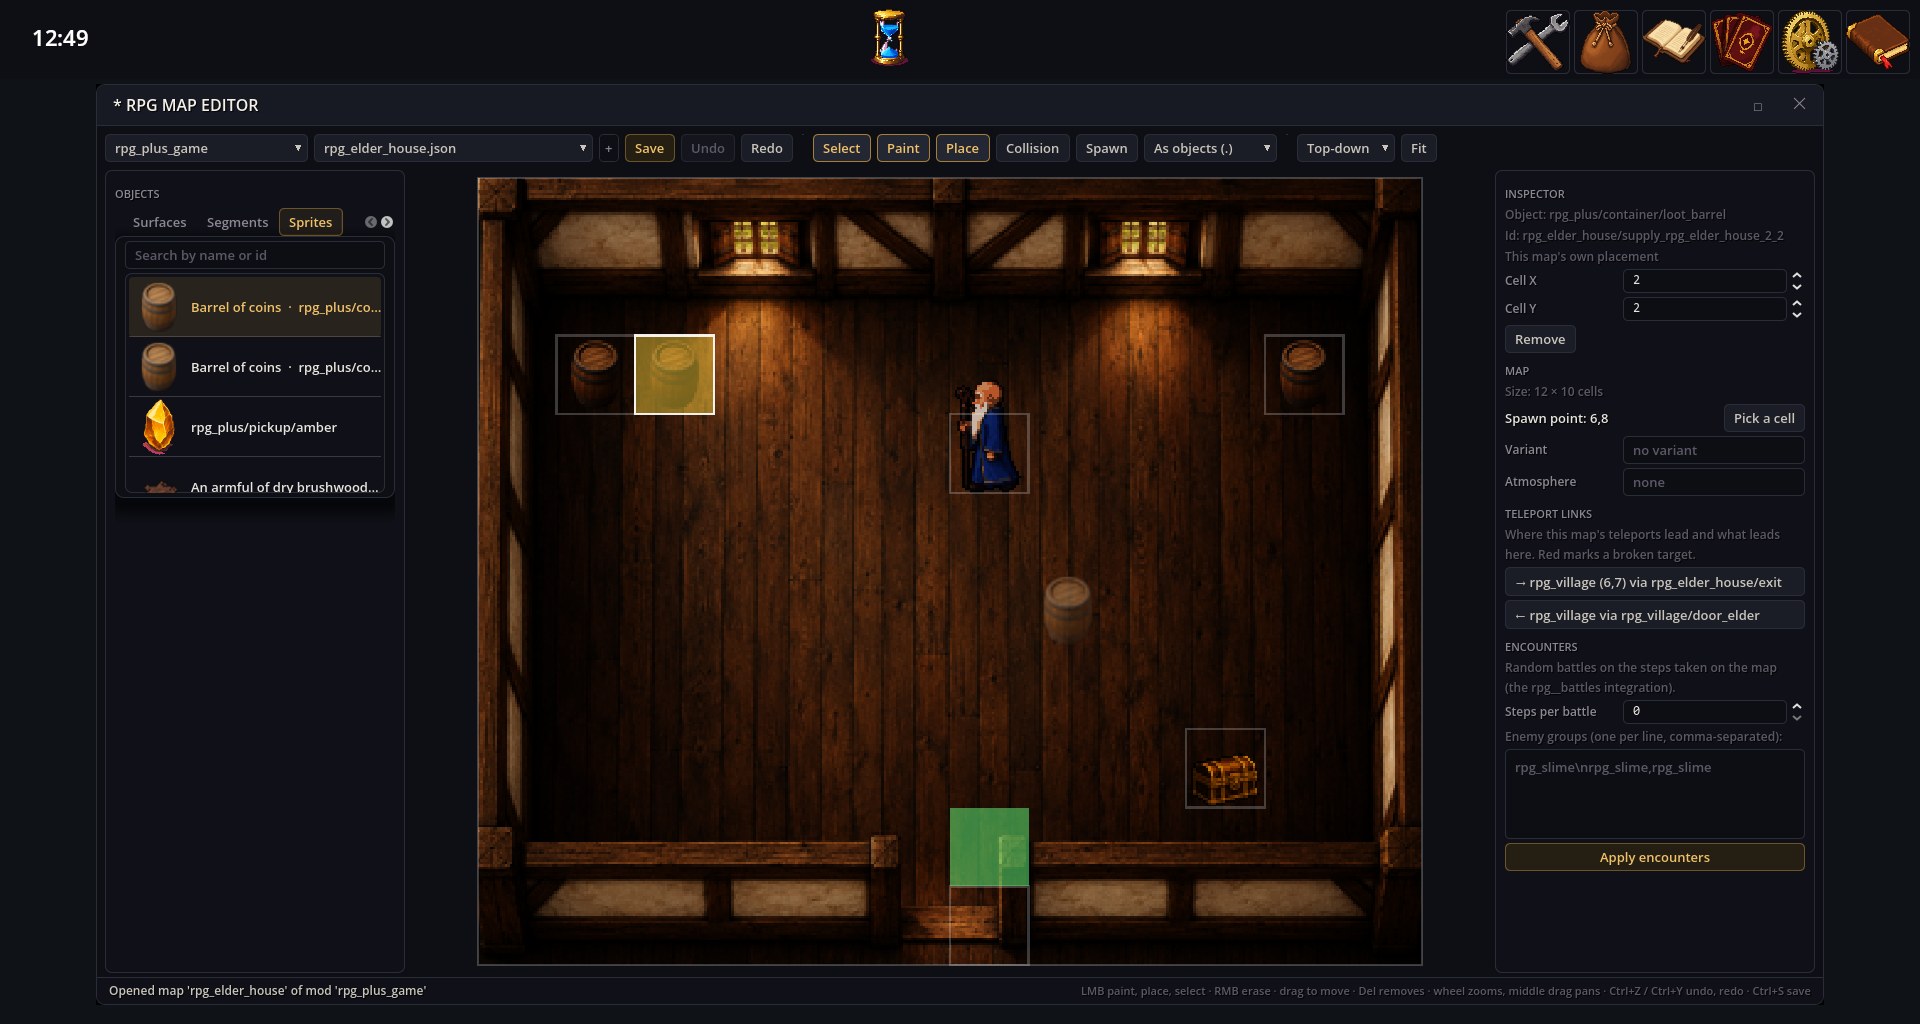 12:49
* RPG MAP EDITOR
rpg_plus_game
rpg_elder_house.json
+
Save
Undo
Redo
Select
Paint
Place
Collision
Spawn
As objects (.)
Top-down
Fit
OBJECTS
Surfaces
Segments
Sprites
Search by name or id
Barrel of coins · rpg_plus/co...
Barrel of coins · rpg_plus/co...
rpg_plus/pickup/amber
An armful of dry brushwood...
INSPECTOR
Object: rpg_plus/container/loot_barrel
Id: rpg_elder_house/supply_rpg_elder_house_2_2
This map's own placement
Cell X 2
Cell Y 2
Remove
MAP
Size: 12 × 10 cells
Spawn point: 6,8
Pick a cell
Variant no variant
Atmosphere none
TELEPORT LINKS
Where this map's teleports lead and what leads
here. Red marks a broken target.
→ rpg_village (6,7) via rpg_elder_house/exit
← rpg_village via rpg_village/door_elder
ENCOUNTERS
Random battles on the steps taken on the map
(the rpg__battles integration).
Steps per battle 0
Enemy groups (one per line, comma-separated):
rpg_slime\nrpg_slime,rpg_slime
Apply encounters
Opened map 'rpg_elder_house' of mod 'rpg_plus_game'
LMB paint, place, select · RMB erase · drag to move · Del removes · wheel zooms, middle drag pans · Ctrl+Z / Ctrl+Y undo, redo · Ctrl+S save